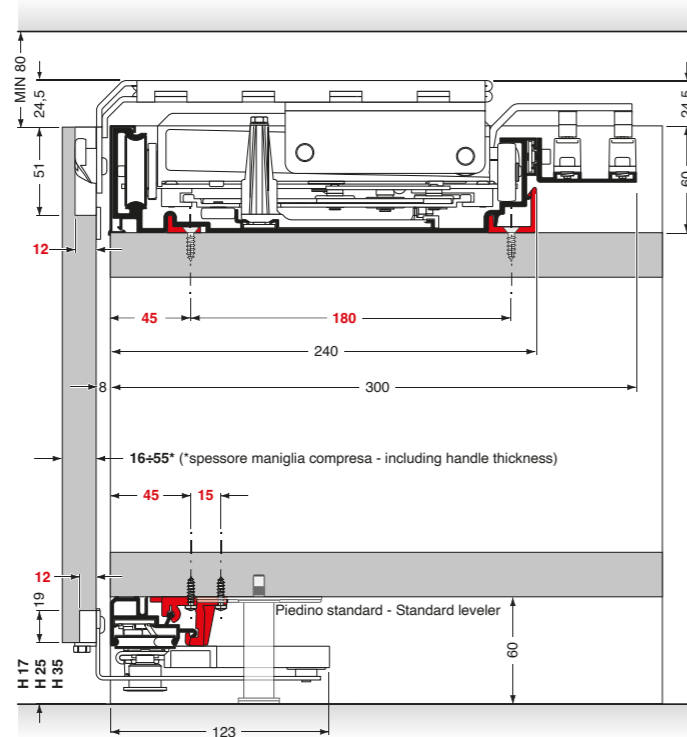 MIN 80
24,5
24,5
51
60
12
45
180
240
8
300
16÷55* (*spessore maniglia compresa - including handle thickness)
45
15
12
19
Piedino standard - Standard leveler
60
H 17
H 25
H 35
123